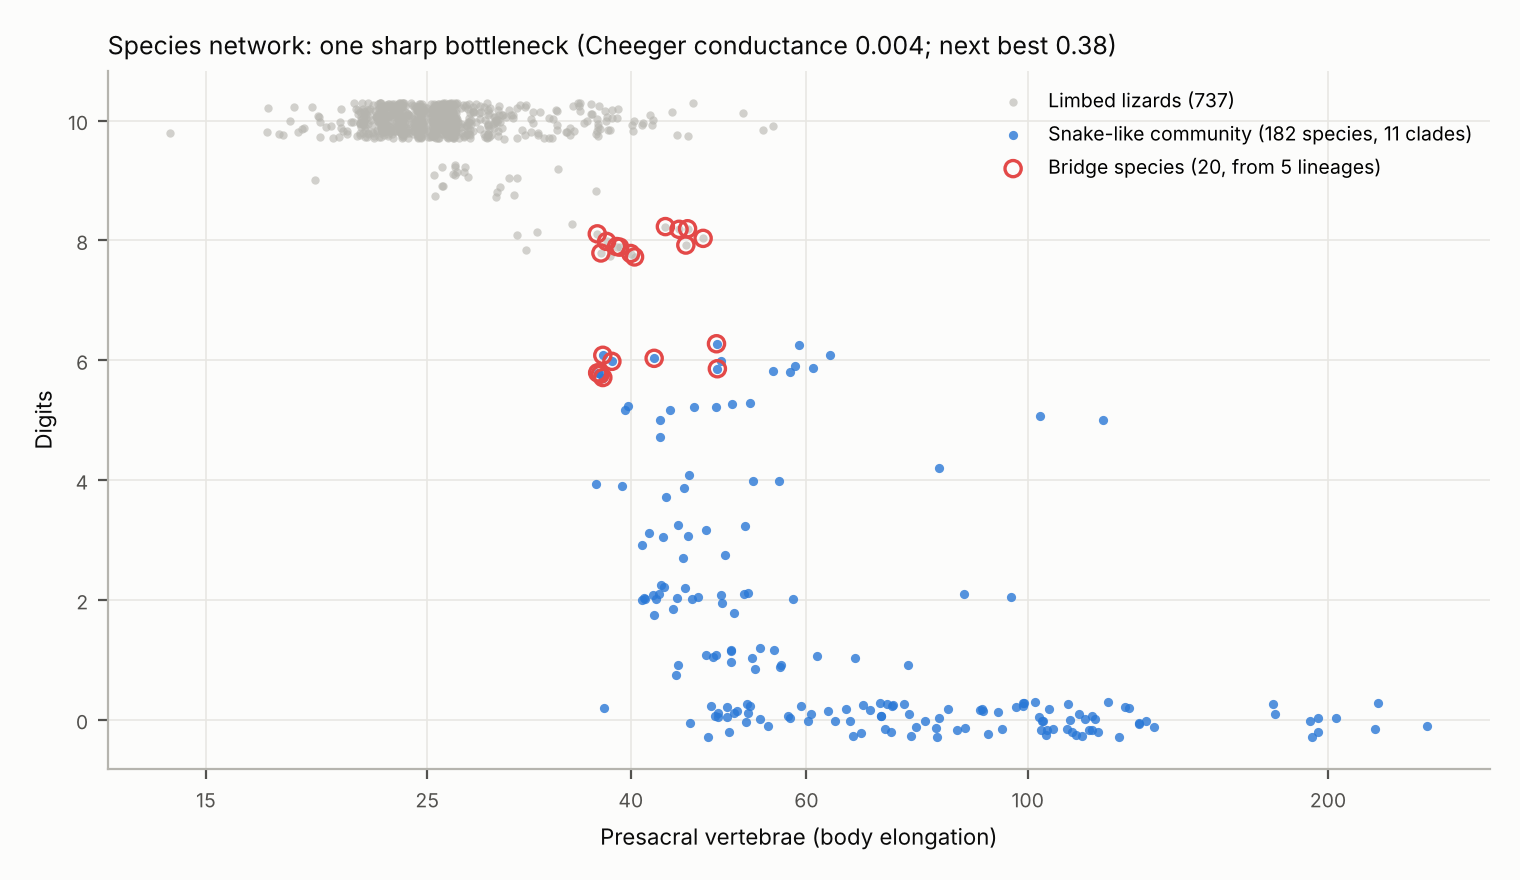 Species network: one sharp bottleneck (Cheeger conductance 0.004; next best 0.38)
Limbed lizards (737)
Snake-like community (182 species, 11 clades)
Bridge species (20, from 5 lineages)
Digits
10
8
6
4
2
0
15 25 40 60 100 200
Presacral vertebrae (body elongation)